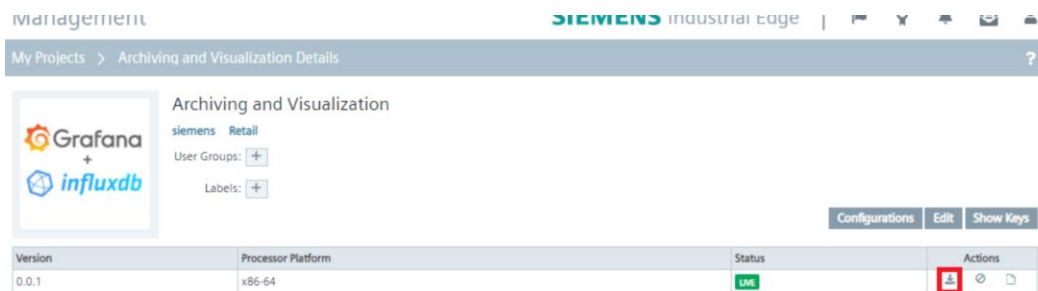 Management SIEMENS Industrial Edge
My Projects > Archiving and Visualization Details ?
Grafana
+
influxdb
Archiving and Visualization
siemens Retail
User Groups: +
Labels: +
Configurations Edit Show Keys
Version Processor Platform Status Actions
0.0.1 x86-64 LIVE